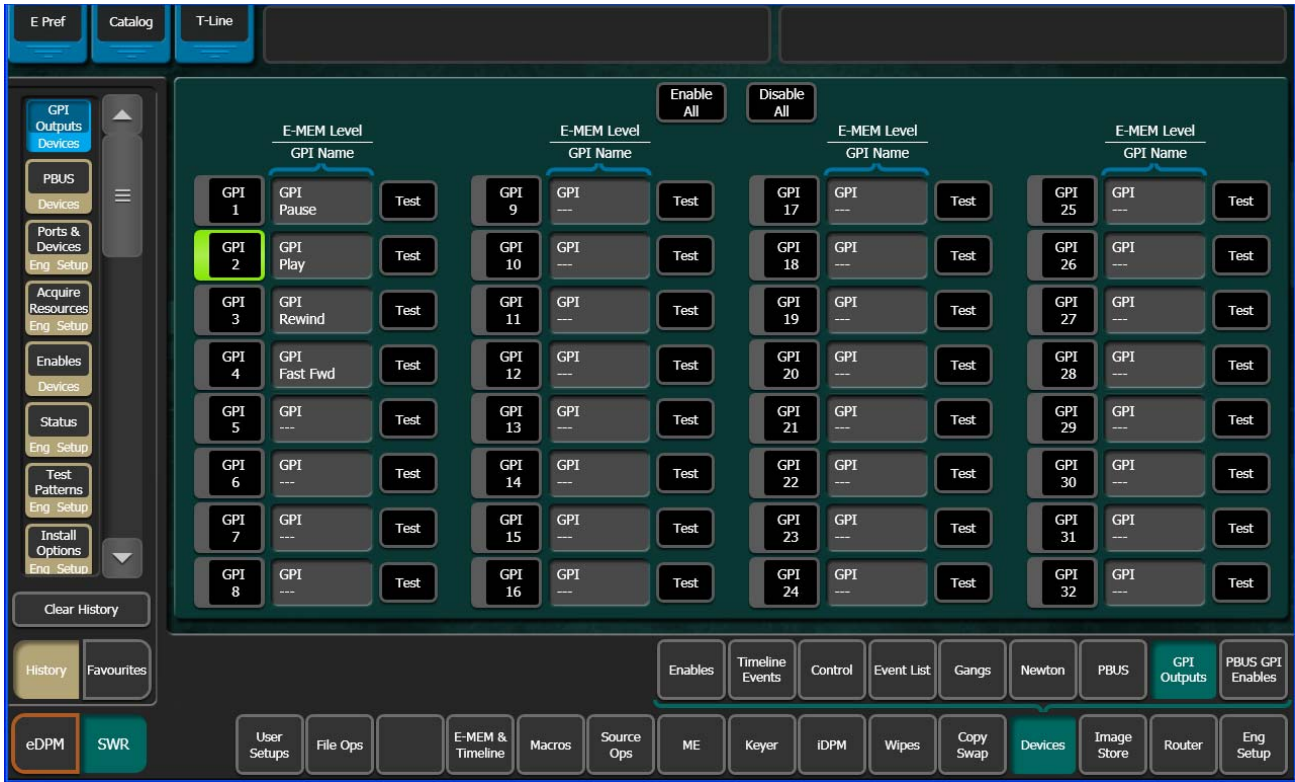 E Pref
Catalog
T-Line
Enable
All
Disable
All
GPI
Outputs
Devices
PBUS
Devices
Ports &
Devices
Eng Setup
Acquire
Resources
Eng Setup
Enables
Devices
Status
Eng Setup
Test
Patterns
Eng Setup
Install
Options
Eng Setup
Clear History
History
Favourites
E-MEM Level
GPI Name
E-MEM Level
GPI Name
E-MEM Level
GPI Name
E-MEM Level
GPI Name
GPI
1
GPI
Pause
Test
GPI
9
GPI
---
Test
GPI
17
GPI
---
Test
GPI
25
GPI
---
Test
GPI
2
GPI
Play
Test
GPI
10
GPI
---
Test
GPI
18
GPI
---
Test
GPI
26
GPI
---
Test
GPI
3
GPI
Rewind
Test
GPI
11
GPI
---
Test
GPI
19
GPI
---
Test
GPI
27
GPI
---
Test
GPI
4
GPI
Fast Fwd
Test
GPI
12
GPI
---
Test
GPI
20
GPI
---
Test
GPI
28
GPI
---
Test
GPI
5
GPI
---
Test
GPI
13
GPI
---
Test
GPI
21
GPI
---
Test
GPI
29
GPI
---
Test
GPI
6
GPI
---
Test
GPI
14
GPI
---
Test
GPI
22
GPI
---
Test
GPI
30
GPI
---
Test
GPI
7
GPI
---
Test
GPI
15
GPI
---
Test
GPI
23
GPI
---
Test
GPI
31
GPI
---
Test
GPI
8
GPI
---
Test
GPI
16
GPI
---
Test
GPI
24
GPI
---
Test
GPI
32
GPI
---
Test
Enables
Timeline
Events
Control
Event List
Gangs
Newton
PBUS
GPI
Outputs
PBUS GPI
Enables
eDPM
SWR
User
Setups
File Ops
E-MEM &
Timeline
Macros
Source
Ops
ME
Keyer
iDPM
Wipes
Copy
Swap
Devices
Image
Store
Router
Eng
Setup